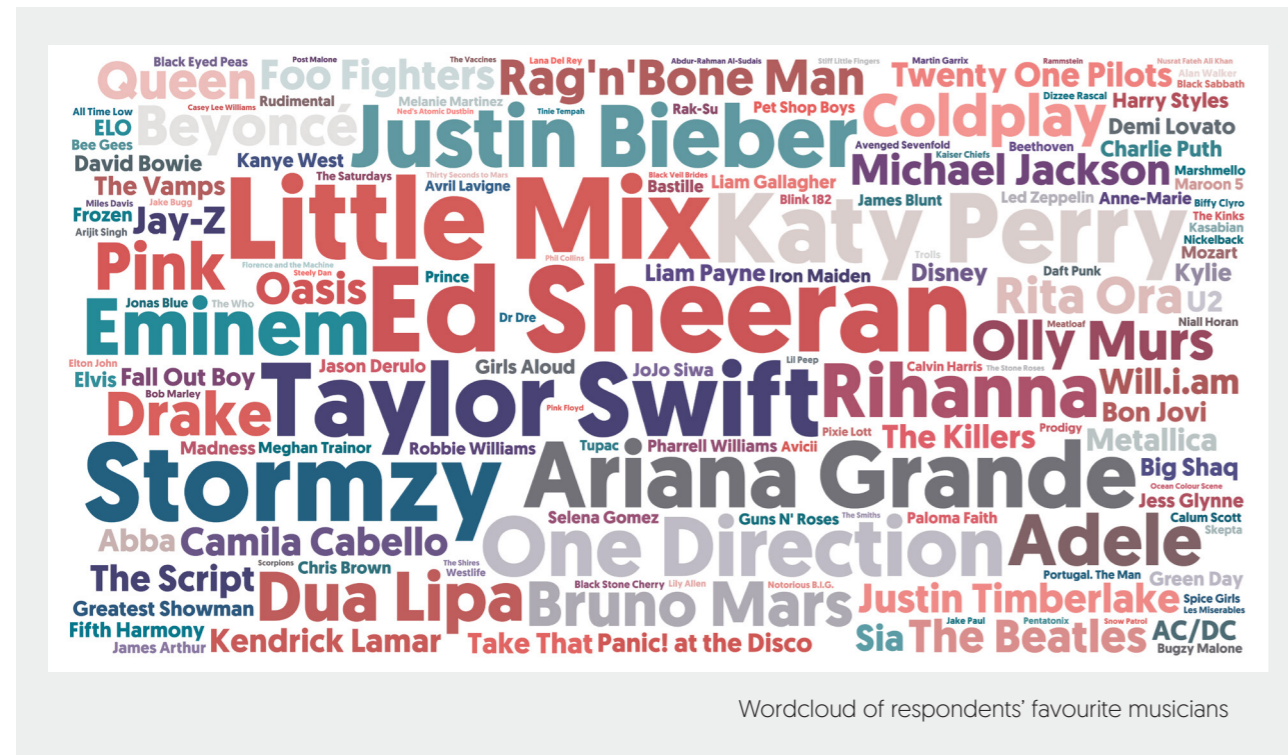 Black Eyed Peas
Post Malone
The Vaccines
Lana Del Rey
Abdur-Rahman Al-Sudais
Stiff Little Fingers
Martin Garrix
Rammstein
Nusrat Fateh Ali Khan
Queen
Foo Fighters
Rag'n'Bone Man
Twenty One Pilots
Alan Walker
Black Sabbath
All Time Low
Casey Lee Williams
Rudimental
Melanie Martinez
Ned's Atomic Dustbin
Tinie Tempah
Rak-Su
Pet Shop Boys
Dizzee Rascal
Harry Styles
ELO
Beyoncé
Justin Bieber
Coldplay
Demi Lovato
Bee Gees
Avenged Sevenfold
Kaiser Chiefs
Beethoven
Charlie Puth
David Bowie
Kanye West
Michael Jackson
Marshmello
The Vamps
The Saturdays
Thirty Seconds to Mars
Avril Lavigne
Black Veil Brides
Bastille
Liam Gallagher
Maroon 5
Miles Davis
Jake Bugg
Blink 182
James Blunt
Led Zeppelin
Anne-Marie
Biffy Clyro
Frozen
Jay-Z
Little Mix
Katy Perry
The Kinks
Arijit Singh
Kasabian
Nickelback
Pink
Florence and the Machine
Phil Collins
Trolls
Mozart
Steely Dan
Oasis
Prince
Liam Payne
Iron Maiden
Disney
Daft Punk
Kylie
Jonas Blue
The Who
Eminem
Ed Sheeran
Dr Dre
Rita Ora
U2
Meatloaf
Niall Horan
Olly Murs
Elton John
Elvis
Fall Out Boy
Jason Derulo
Girls Aloud
JoJo Siwa
Lil Peep
Calvin Harris
The Stone Roses
Will.i.am
Bob Marley
Drake
Taylor Swift
Pink Floyd
Rihanna
Bon Jovi
Madness
Meghan Trainor
Robbie Williams
Tupac
Pharrell Williams
Avicii
Pixie Lott
The Killers
Prodigy
Metallica
Stormzy
Ariana Grande
Big Shaq
Ocean Colour Scene
Jess Glynne
Selena Gomez
Guns N' Roses
The Smiths
Paloma Faith
Calum Scott
Skepta
Abba
Camila Cabello
One Direction
Adele
Scorpions
Chris Brown
The Shires
Westlife
The Script
Black Stone Cherry
Lily Allen
Notorious B.I.G.
Portugal. The Man
Green Day
Greatest Showman
Dua Lipa
Bruno Mars
Justin Timberlake
Spice Girls
Les Miserables
Fifth Harmony
Jake Paul
Pentatonix
Snow Patrol
James Arthur
Kendrick Lamar
Take That
Panic! at the Disco
Sia
The Beatles
AC/DC
Bugzy Malone
Wordcloud of respondents' favourite musicians